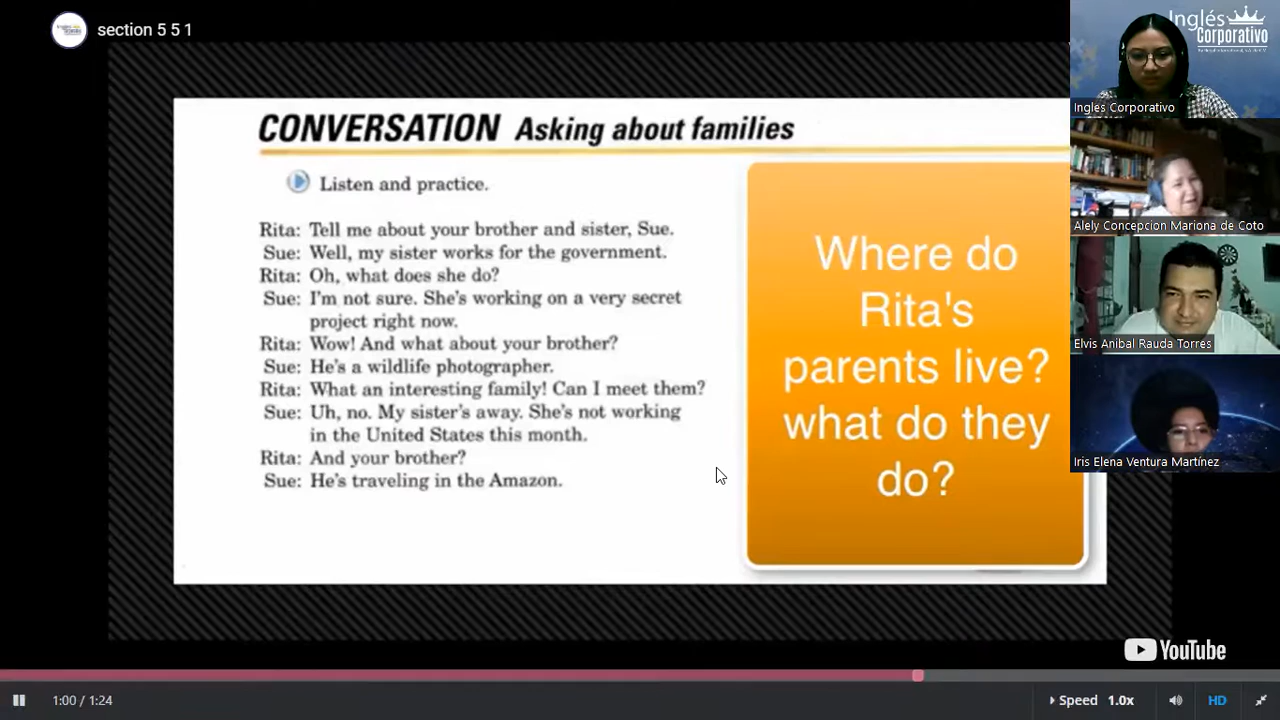 section 5 5 1
Inglés
Corporativo
Ingles Corporativo
Alely Concepcion Mariona de Coto
Elvis Anibal Rauda Torres
Iris Elena Ventura Martínez
CONVERSATION Asking about families
Listen and practice.
Rita: Tell me about your brother and sister, Sue.
Sue: Well, my sister works for the government.
Rita: Oh, what does she do?
Sue: I'm not sure. She's working on a very secret
project right now.
Rita: Wow! And what about your brother?
Sue: He's a wildlife photographer.
Rita: What an interesting family! Can I meet them?
Sue: Uh, no. My sister's away. She's not working
in the United States this month.
Rita: And your brother?
Sue: He's traveling in the Amazon.
Where do
Rita's
parents live?
what do they
do?
YouTube
1:00 / 1:24
Speed 1.0x
HD